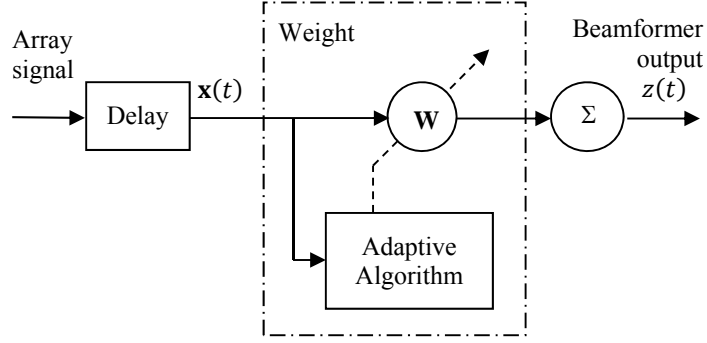 Array
signal
Delay
𝐱(𝑡)
Weight
𝐖
Adaptive
Algorithm
Σ
Beamformer
output
𝑧(𝑡)